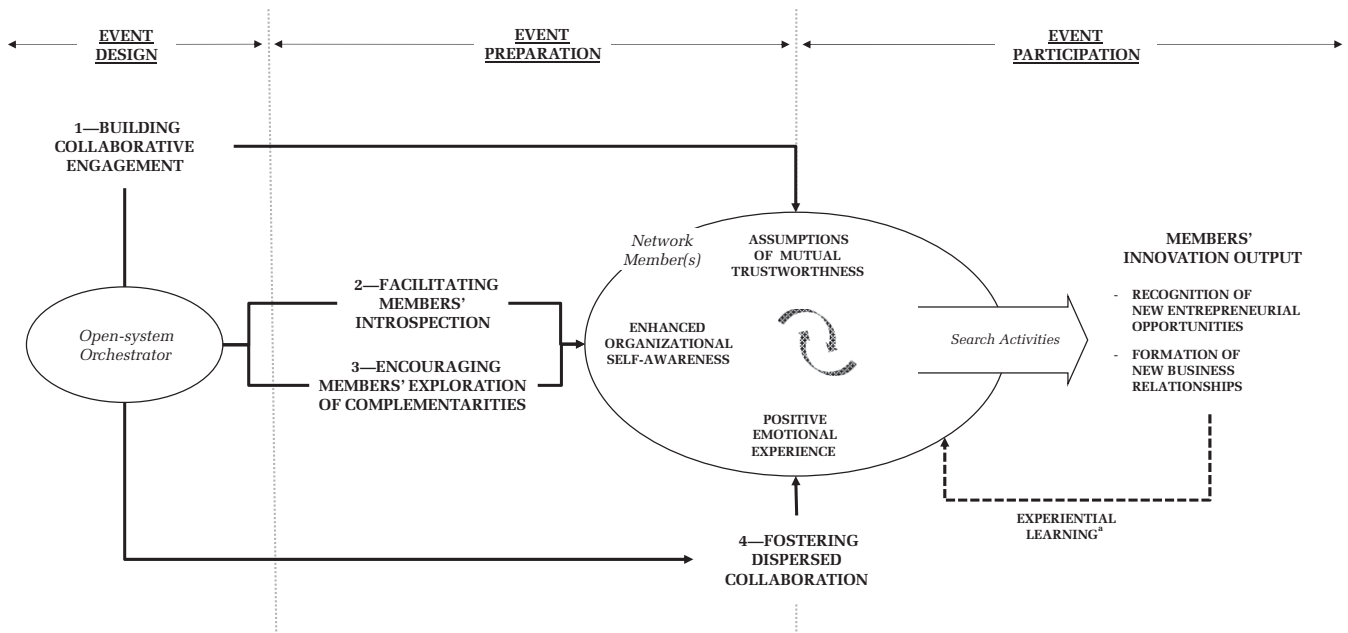 EVENT
DESIGN
EVENT
PREPARATION
EVENT
PARTICIPATION
1—BUILDING
COLLABORATIVE
ENGAGEMENT
Open-system
Orchestrator
2—FACILITATING
MEMBERS'
INTROSPECTION
3—ENCOURAGING
MEMBERS' EXPLORATION
OF COMPLEMENTARITIES
Network
Member(s)
ASSUMPTIONS
OF MUTUAL
TRUSTWORTHNESS
ENHANCED
ORGANIZATIONAL
SELF-AWARENESS
POSITIVE
EMOTIONAL
EXPERIENCE
4—FOSTERING
DISPERSED
COLLABORATION
Search Activities
MEMBERS'
INNOVATION OUTPUT
- RECOGNITION OF
NEW ENTREPRENEURIAL
OPPORTUNITIES
- FORMATION OF
NEW BUSINESS
RELATIONSHIPS
EXPERIENTIAL
LEARNINGᵃ